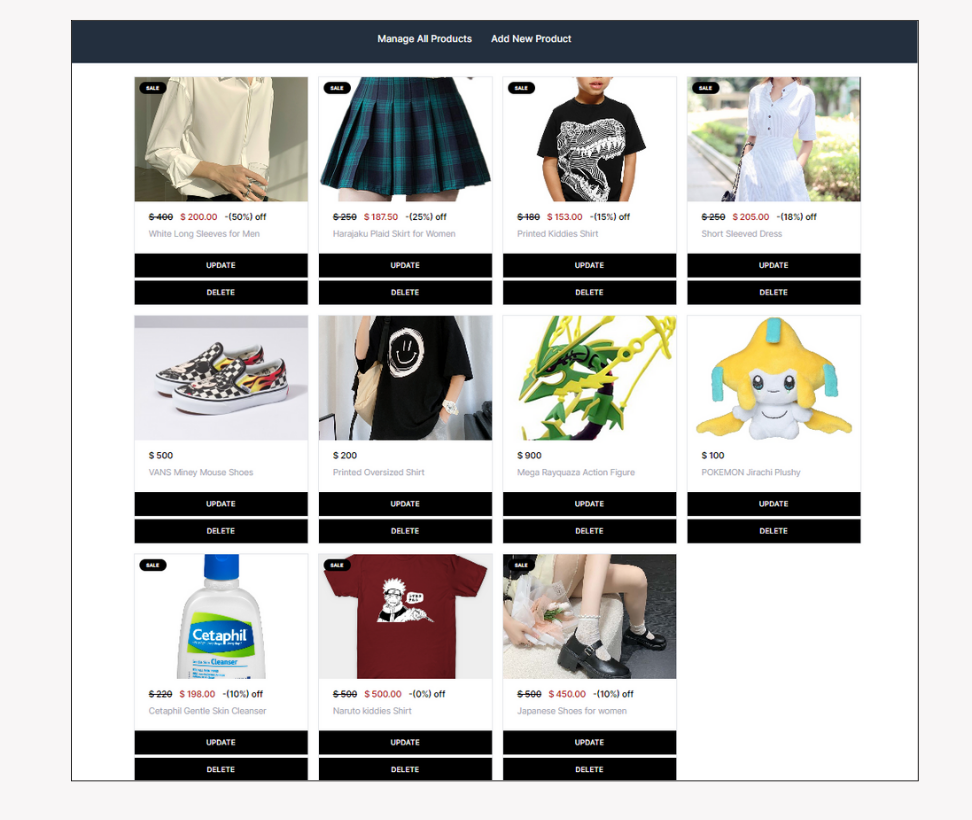 Manage All Products Add New Product
SALE SALE SALE SALE
$ 400 $ 200.00 -(50%) off
White Long Sleeves for Men
UPDATE
DELETE
$ 250 $ 187.50 -(25%) off
Harajaku Plaid Skirt for Women
UPDATE
DELETE
$ 180 $ 153.00 -(15%) off
Printed Kiddies Shirt
UPDATE
DELETE
$ 250 $ 205.00 -(18%) off
Short Sleeved Dress
UPDATE
DELETE
$ 500
VANS Miney Mouse Shoes
UPDATE
DELETE
$ 200
Printed Oversized Shirt
UPDATE
DELETE
$ 900
Mega Rayquaza Action Figure
UPDATE
DELETE
$ 100
POKEMON Jirachi Plushy
UPDATE
DELETE
SALE
Cetaphil
Cleanser
$ 220 $ 198.00 -(10%) off
Cetaphil Gentle Skin Cleanser
UPDATE
DELETE
SALE
$ 500 $ 500.00 -(0%) off
Naruto kiddies Shirt
UPDATE
DELETE
SALE
$ 500 $ 450.00 -(10%) off
Japanese Shoes for women
UPDATE
DELETE